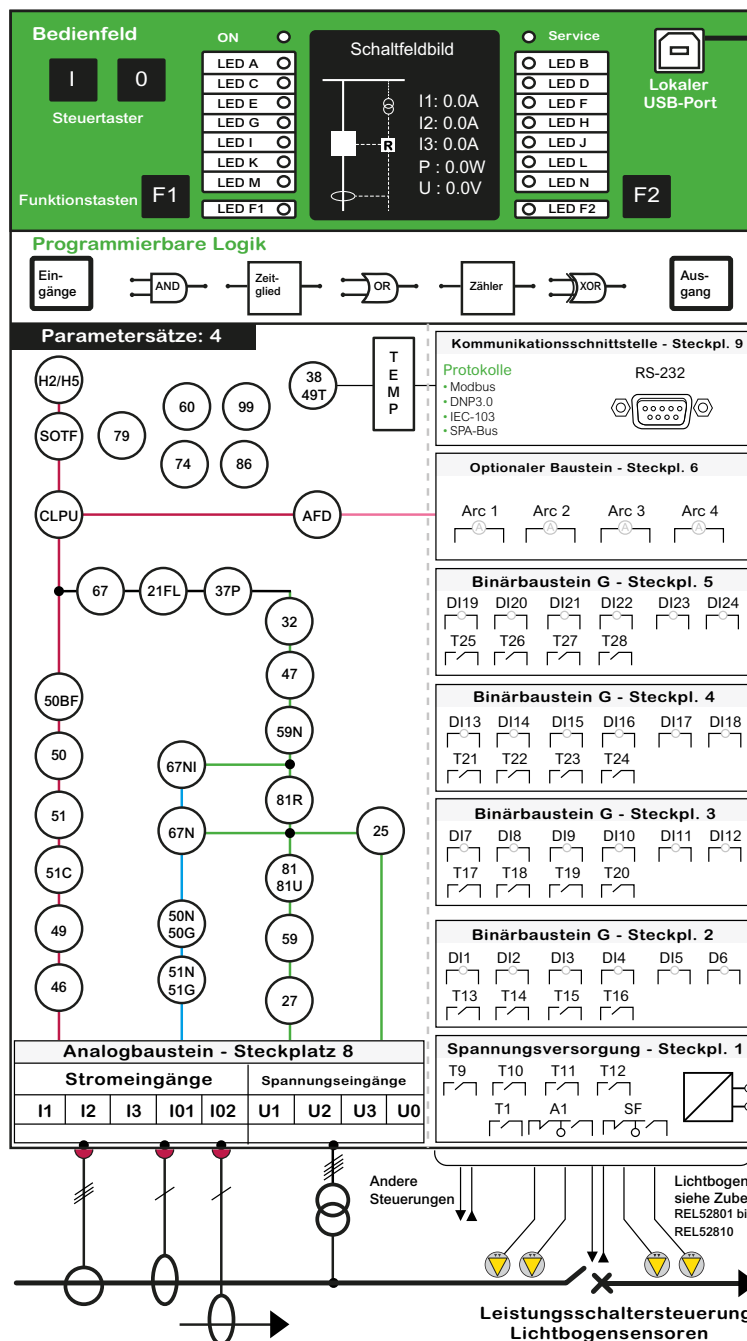 Bedienfeld
ON
Service
I
0
Steuertaster
LED A
LED C
LED E
LED G
LED I
LED K
LED M
LED F1
Schaltfeldbild
R
I1: 0.0A
I2: 0.0A
I3: 0.0A
P : 0.0W
U : 0.0V
LED B
LED D
LED F
LED H
LED J
LED L
LED N
LED F2
Lokaler
USB-Port
Funktionstasten
F1
F2
Programmierbare Logik
Ein-
gänge
AND
Zeit-
glied
OR
Zähler
XOR
Aus-
gang
Parametersätze: 4
H2/H5
SOTF
79
60
99
74
86
38
49T
TEMP
CLPU
AFD
67
21FL
37P
32
47
59N
50BF
50
51
51C
49
46
67NI
67N
50N
50G
51N
51G
81R
25
81
81U
59
27
Analogbaustein - Steckplatz 8
Stromeingänge
Spannungseingänge
I1 I2 I3 I01 I02 U1 U2 U3 U0
Kommunikationsschnittstelle - Steckpl. 9
Protokolle
• Modbus
• DNP3.0
• IEC-103
• SPA-Bus
RS-232
Optionaler Baustein - Steckpl. 6
Arc 1 Arc 2 Arc 3 Arc 4
A A A A
Binärbaustein G - Steckpl. 5
DI19 DI20 DI21 DI22 DI23 DI24
T25 T26 T27 T28
Binärbaustein G - Steckpl. 4
DI13 DI14 DI15 DI16 DI17 DI18
T21 T22 T23 T24
Binärbaustein G - Steckpl. 3
DI7 DI8 DI9 DI10 DI11 DI12
T17 T18 T19 T20
Binärbaustein G - Steckpl. 2
DI1 DI2 DI3 DI4 DI5 D6
T13 T14 T15 T16
Spannungsversorgung - Steckpl. 1
T9 T10 T11 T12
T1 A1 SF
Andere
Steuerungen
Lichtbogen
siehe Zube
REL52801 bi
REL52810
Leistungsschaltersteuerung
Lichtbogensensoren